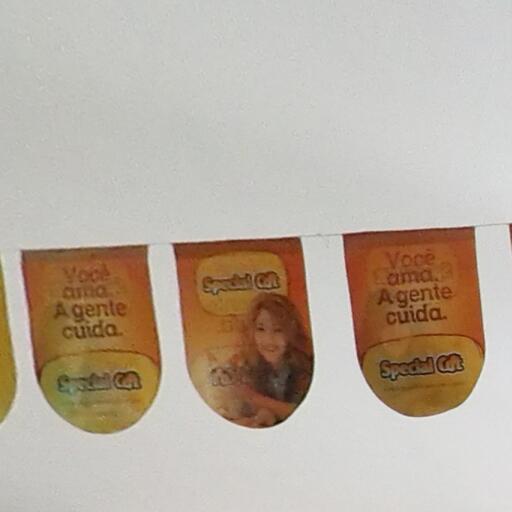 Você
ama.
A gente
cuida.
Special Cat
Special Cat
Você
ama.
A gente
cuida.
Special Cat